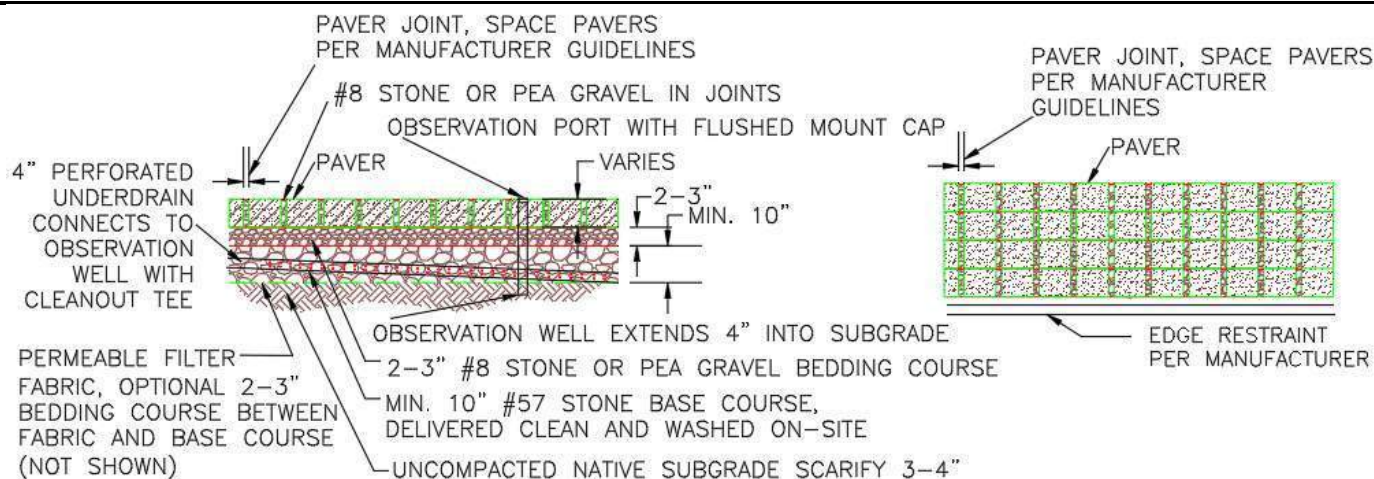 PAVER JOINT, SPACE PAVERS
PER MANUFACTURER GUIDELINES
#8 STONE OR PEA GRAVEL IN JOINTS
OBSERVATION PORT WITH FLUSHED MOUNT CAP
4" PERFORATED
UNDERDRAIN
CONNECTS TO
OBSERVATION
WELL WITH
CLEANOUT TEE
PAVER
VARIES
2-3"
MIN. 10"
OBSERVATION WELL EXTENDS 4" INTO SUBGRADE
2-3" #8 STONE OR PEA GRAVEL BEDDING COURSE
MIN. 10" #57 STONE BASE COURSE,
DELIVERED CLEAN AND WASHED ON-SITE
UNCOMPACTED NATIVE SUBGRADE SCARIFY 3-4"
PERMEABLE FILTER
FABRIC, OPTIONAL 2-3"
BEDDING COURSE BETWEEN
FABRIC AND BASE COURSE
(NOT SHOWN)
PAVER JOINT, SPACE PAVERS
PER MANUFACTURER
GUIDELINES
PAVER
EDGE RESTRAINT
PER MANUFACTURER